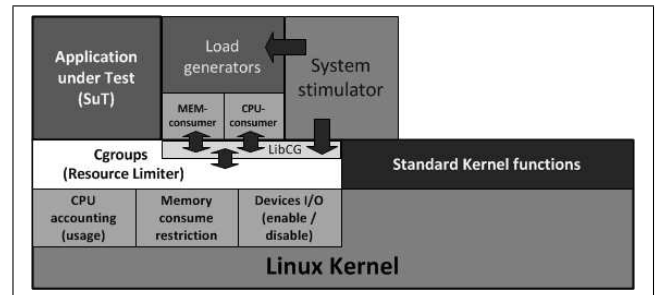 Application
under Test
(SuT)
Load
generators
System
stimulator
MEM-
consumer
CPU-
consumer
LibCG
Cgroups
(Resource Limiter)
Standard Kernel functions
CPU
accounting
(usage)
Memory
consume
restriction
Devices I/O
(enable /
disable)
Linux Kernel